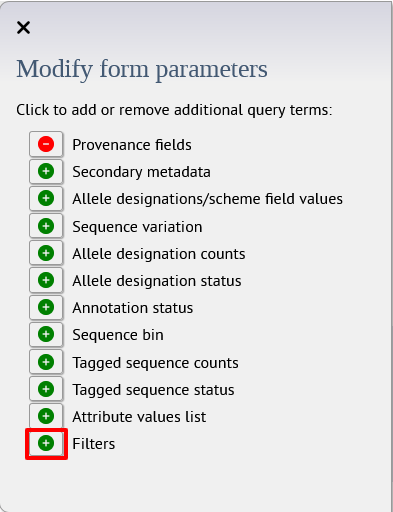 Modify form parameters
Click to add or remove additional query terms:
Provenance fields
Secondary metadata
Allele designations/scheme field values
Sequence variation
Allele designation counts
Allele designation status
Annotation status
Sequence bin
Tagged sequence counts
Tagged sequence status
Attribute values list
Filters